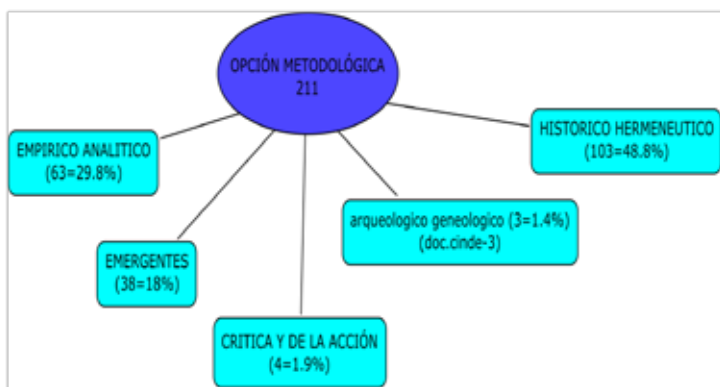 OPCIÓN METODOLÓGICA
211
HISTORICO HERMENEUTICO
(103=48.8%)
EMPIRICO ANALITICO
(63=29.8%)
arqueologico geneologico (3=1.4%)
(doc.cinde-3)
EMERGENTES
(38=18%)
CRITICA Y DE LA ACCIÓN
(4=1.9%)